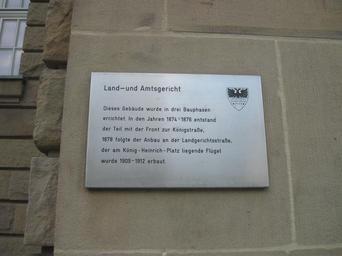 Land-und Amtsgericht
Dieses Gebäude wurde in drei Bauphasen
errichtet. In den Jahren 1874-1876 entstand
der Teil mit der Front zur Königstraße,
1878 folgte der Anbau an der Landgerichtsstraße,
der am König-Heinrich-Platz liegende Flügel
wurde 1909-1912 erbaut.